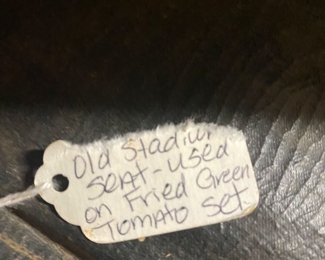 Old Stadium
SEAT-USED
on Fried Green
Tomato Set